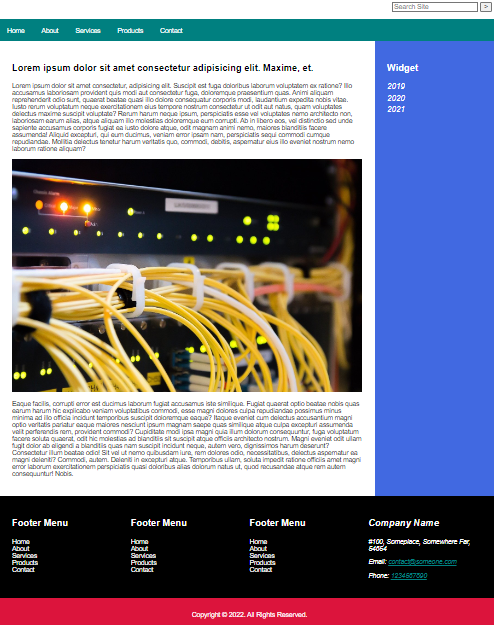 Search Site >
Home About Services Products Contact
Lorem ipsum dolor sit amet consectetur adipisicing elit. Maxime, et.
Widget
2019
2020
2021
Lorem ipsum dolor sit amet consectetur, adipisicing elit. Suscipit est fuga doloribus laborum voluptatem ex ratione? Illo
accusamus laboriosam provident quis modi aut consectetur fuga, doloremque praesentium quas. Animi aliquam
reprehenderit odio sunt, quaerat beatae quasi illo dolore consequatur corporis modi, laudantium expedita nobis vitae.
Iusto rerum voluptatum neque exercitationem eius tempore nostrum consectetur ut odit aut natus, quam voluptates
delectus maxime suscipit voluptate? Rerum harum neque ipsum, perspiciatis esse vel voluptates nemo architecto non,
laboriosam earum alias, atque aliquam illo molestias doloremque eum corrupti. Ab in libero eos, vel distinctio sed unde
sapiente accusamus corporis fugiat ea iusto dolore atque, odit magnam animi nemo, maiores blanditiis facere
assumenda! Aliquid excepturi, qui eum ducimus, veniam error ipsam nam, perspiciatis sequi commodi cumque
repudiandae. Mollitia delectus tenetur harum veritatis quo, commodi, debitis, aspernatur eius illo eveniet nostrum nemo
laborum ratione aliquam?
Eaque facilis, corrupti error est ducimus laborum fugiat accusamus iste similique. Fugiat quaerat optio beatae nobis quas
earum harum hic explicabo veniam voluptatibus commodi, esse magni dolores culpa repudiandae possimus minus
minima ad illo officia incidunt temporibus suscipit doloremque eaque? Itaque eveniet cum delectus accusantium magni
optio veritatis pariatur eaque maiores nesciunt ipsum magnam saepe quas similique atque culpa excepturi assumenda
velit perferendis rem, provident commodi? Cupiditate modi ipsa magni quia illum dolorum consequuntur, fuga voluptatum
facere soluta quaerat, odit hic molestias ad blanditiis sit suscipit atque officiis architecto nostrum. Magni eveniet odit ullam
fugit dolor ab eligendi a blanditiis quas nam suscipit incidunt neque, autem rem, atque dignissimos deserunt?
Consectetur illum beatae odio! Sit vel ut nemo quibusdam iure, rem dolores odio, necessitatibus, delectus aspernatur ea
magni deleniti? Commodi, autem. Deleniti in excepturi atque. Temporibus ullam, soluta impedit ratione officiis amet magni
error laborum exercitationem perspiciatis quasi doloribus alias dolorum natus ut, quod recusandae atque rem autem
consequuntur! Nobis.
Footer Menu
Home
About
Services
Products
Contact
Footer Menu
Home
About
Services
Products
Contact
Footer Menu
Home
About
Services
Products
Contact
Company Name
#100, Someplace, Somewhere Far,
54654
Email: contact@someone.com
Phone: 1234567890
Copyright © 2022. All Rights Reserved.